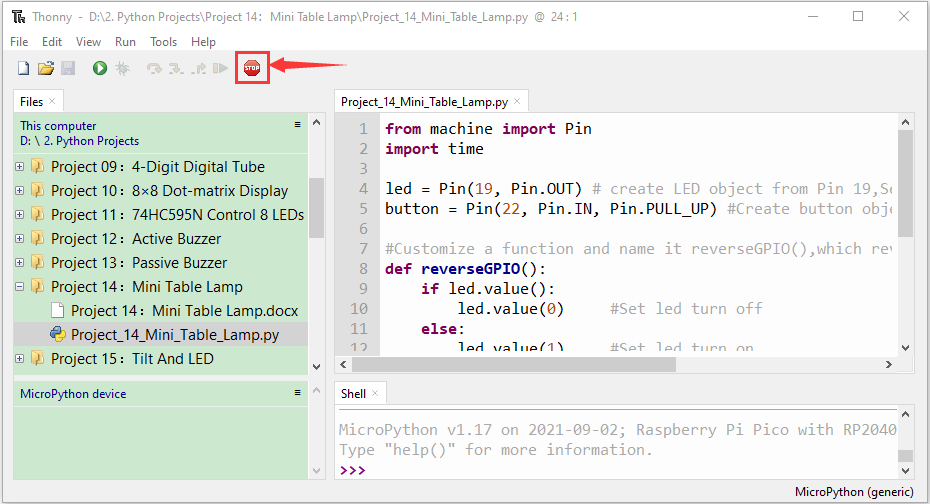 Thonny - D:\2. Python Projects\Project 14：Mini Table Lamp\Project_14_Mini_Table_Lamp.py @ 24 : 1
File Edit View Run Tools Help
STOP
Files
This computer
D: \ 2. Python Projects
Project 09：4-Digit Digital Tube
Project 10：8×8 Dot-matrix Display
Project 11：74HC595N Control 8 LEDs
Project 12：Active Buzzer
Project 13：Passive Buzzer
Project 14：Mini Table Lamp
Project 14：Mini Table Lamp.docx
Project_14_Mini_Table_Lamp.py
Project 15：Tilt And LED
MicroPython device
Project_14_Mini_Table_Lamp.py
1 from machine import Pin
2 import time
3
4 led = Pin(19, Pin.OUT) # create LED object from Pin 19,Se
5 button = Pin(22, Pin.IN, Pin.PULL_UP) #Create button obj
6
7 #Customize a function and name it reverseGPIO(),which rev
8 def reverseGPIO():
9 if led.value():
10 led.value(0) #Set led turn off
11 else:
12 led.value(1) #Set led turn on
Shell
MicroPython v1.17 on 2021-09-02; Raspberry Pi Pico with RP2040
Type "help()" for more information.
>>>
MicroPython (generic)